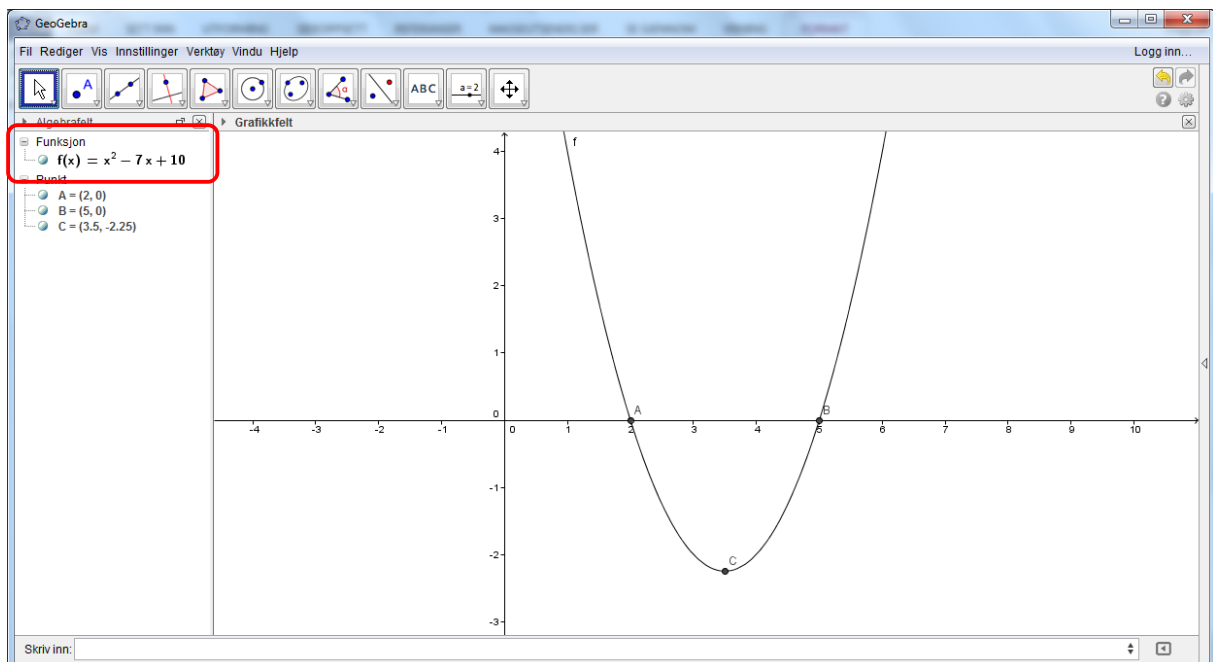 GeoGebra
Fil Rediger Vis Innstillinger Verktøy Vindu Hjelp Logg inn...
A ABC a=2
Algebrafelt Grafikkfelt
Funksjon
f(x) = x² − 7 x + 10
Punkt
A = (2, 0)
B = (5, 0)
C = (3.5, -2.25)
f
4
3
2
1
0
A B
-4 -3 -2 -1 0 1 2 3 4 5 6 7 8 9 10
-1
-2
C
-3
Skriv inn: